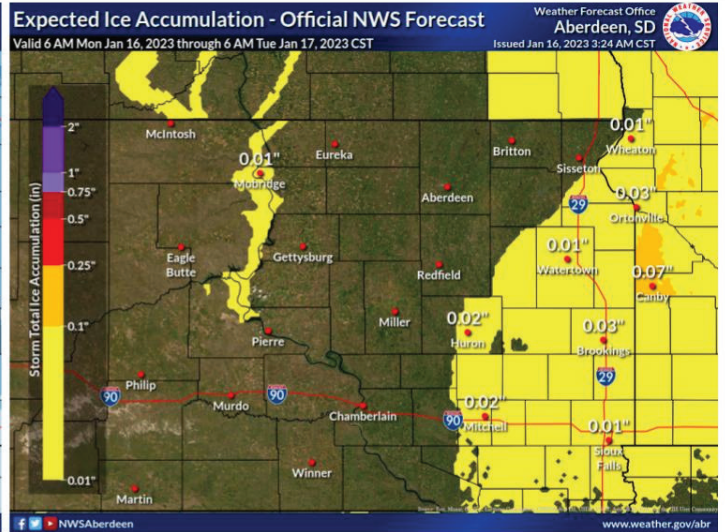 Expected Ice Accumulation - Official NWS Forecast
Valid 6 AM Mon Jan 16, 2023 through 6 AM Tue Jan 17, 2023 CST
Weather Forecast Office
Aberdeen, SD
Issued Jan 16, 2023 3:24 AM CST
Storm Total Ice Accumulation (in)
2"
1"
0.75"
0.5"
0.25"
0.1"
0.01"
McIntosh
0.01"
Mobridge
Eureka
Britton
Sisseton
0.01"
Wheaton
Aberdeen
29
0.03"
Ortonville
Eagle
Butte
Gettysburg
Redfield
0.01"
Watertown
0.07"
Canby
Pierre
Miller
0.02"
Huron
0.03"
Brookings
29
Philip
90
Murdo
90
Chamberlain
90
0.02"
Mitchell
0.01"
Sioux
Falls
Winner
Martin
NWSAberdeen
www.weather.gov/abr